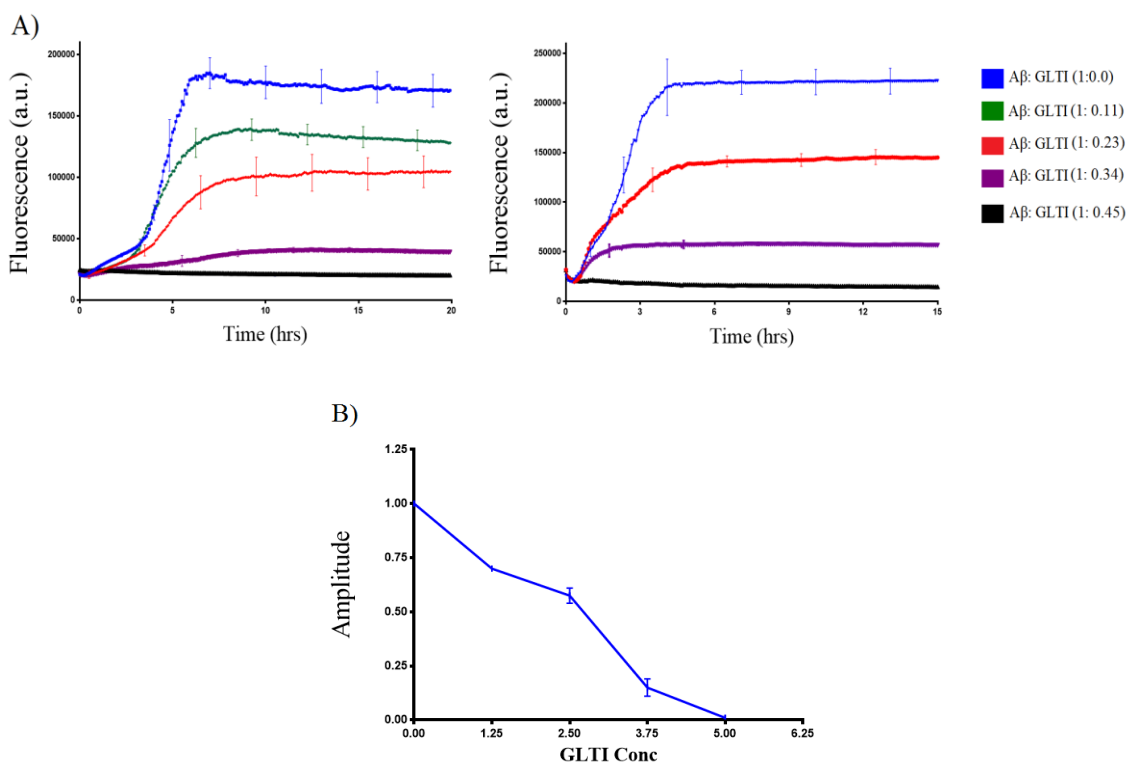 A)
Fluorescence (a.u.)
200000
150000
100000
50000
0
0
5
10
15
20
Time (hrs)
Fluorescence (a.u.)
250000
200000
150000
100000
50000
0
0
3
6
9
12
15
Time (hrs)
Aβ: GLTI (1:0.0)
Aβ: GLTI (1: 0.11)
Aβ: GLTI (1: 0.23)
Aβ: GLTI (1: 0.34)
Aβ: GLTI (1: 0.45)
B)
Amplitude
1.25
1.00
0.75
0.50
0.25
0.00
0.00
1.25
2.50
3.75
5.00
6.25
GLTI Conc